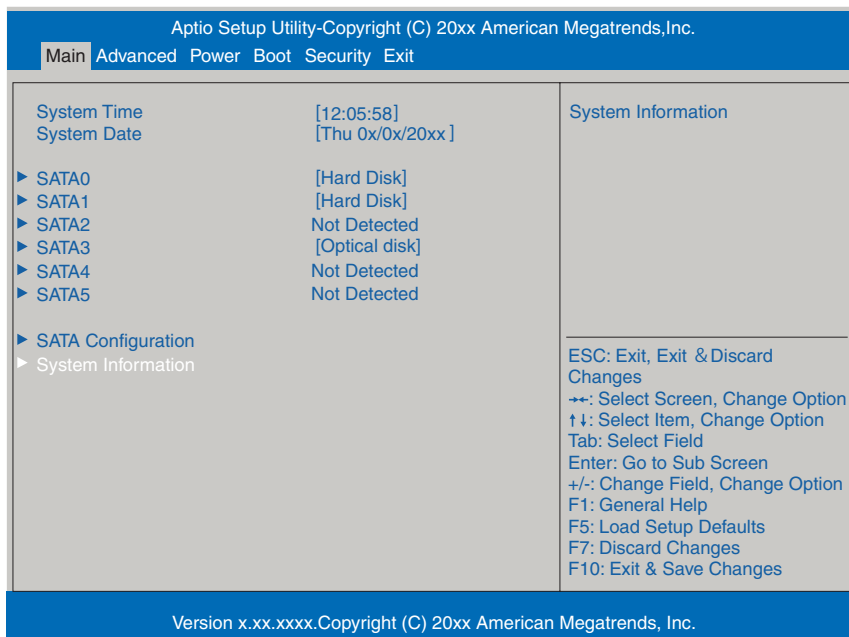 Aptio Setup Utility-Copyright (C) 20xx American Megatrends,Inc.
Main Advanced Power Boot Security Exit
System Time [12:05:58]
System Date [Thu 0x/0x/20xx ]
▶ SATA0 [Hard Disk]
▶ SATA1 [Hard Disk]
▶ SATA2 Not Detected
▶ SATA3 [Optical disk]
▶ SATA4 Not Detected
▶ SATA5 Not Detected
▶ SATA Configuration
▶ System Information
System Information
ESC: Exit, Exit & Discard
Changes
→←: Select Screen, Change Option
↑↓: Select Item, Change Option
Tab: Select Field
Enter: Go to Sub Screen
+/-: Change Field, Change Option
F1: General Help
F5: Load Setup Defaults
F7: Discard Changes
F10: Exit & Save Changes
Version x.xx.xxxx.Copyright (C) 20xx American Megatrends, Inc.